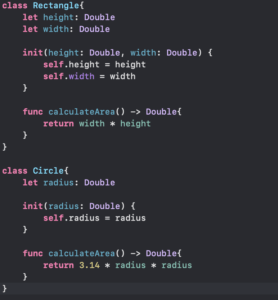 class Rectangle{
    let height: Double
    let width: Double

    init(height: Double, width: Double) {
        self.height = height
        self.width = width
    }

    func calculateArea() -> Double{
        return width * height
    }
}

class Circle{
    let radius: Double

    init(radius: Double) {
        self.radius = radius
    }

    func calculateArea() -> Double{
        return 3.14 * radius * radius
    }
}